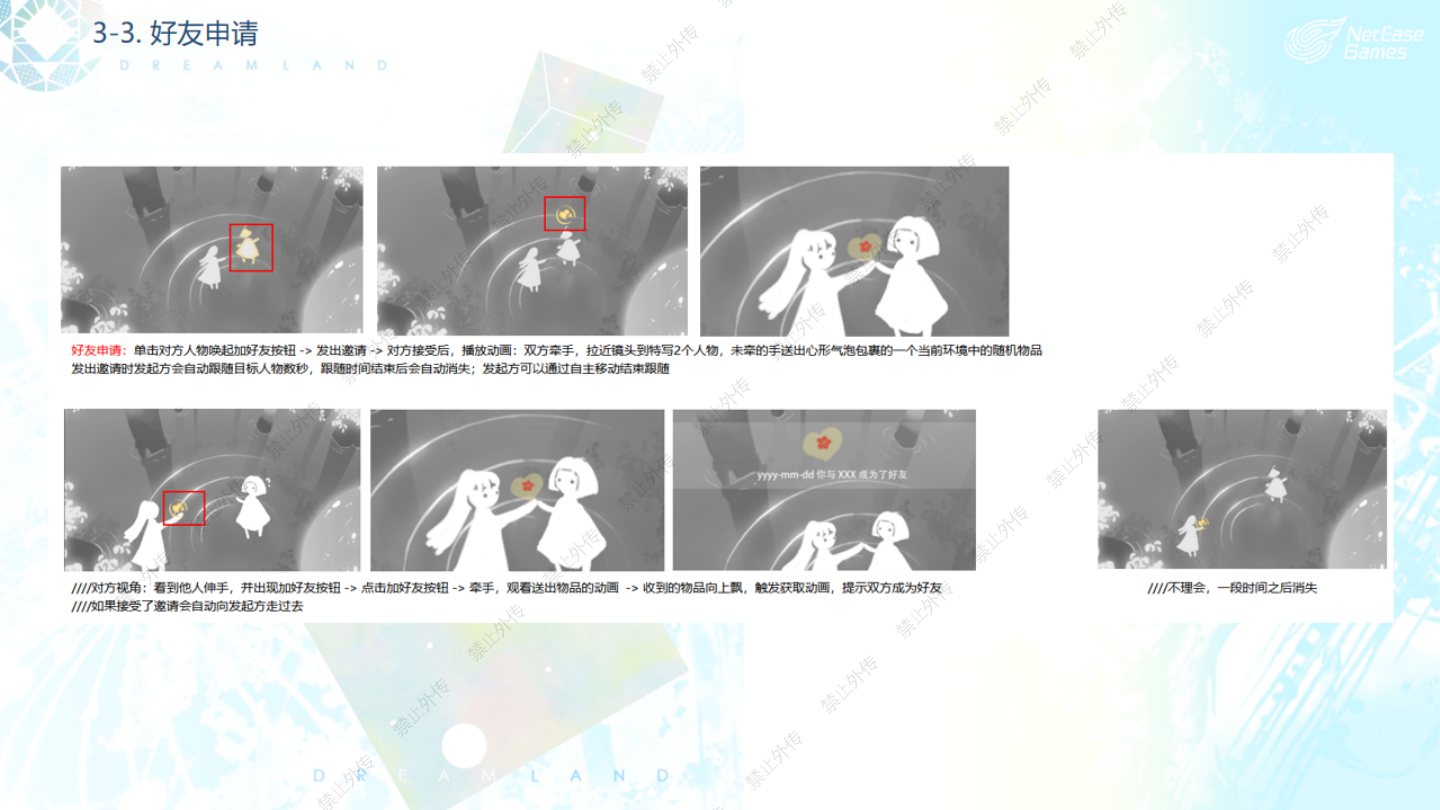 3-3. 好友申请
DREAMLAND
NetEase
Games
好友申请：单击对方人物唤起加好友按钮 -> 发出邀请 -> 对方接受后，播放动画：双方牵手，拉近镜头到特写2个人物，未牵的手送出心形气泡包裹的一个当前环境中的随机物品
发出邀请时发起方会自动跟随目标人物数秒，跟随时间结束后会自动消失；发起方可以通过自主移动结束跟随
?
yyyy-mm-dd 你与 XXX 成为了好友
////对方视角：看到他人伸手，并出现加好友按钮 -> 点击加好友按钮 -> 牵手，观看送出物品的动画 -> 收到的物品向上飘，触发获取动画，提示双方成为好友
////如果接受了邀请会自动向发起方走过去
////不理会，一段时间之后消失
DREAMLAND
禁止外传